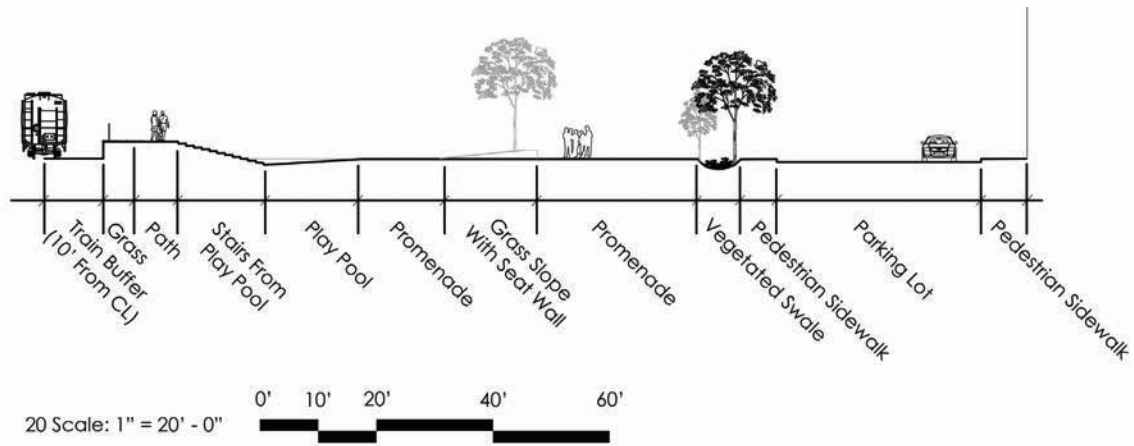 Train Buffer
(10' From CL)
Grass
Path
Stairs From
Play Pool
Play Pool
Promenade
Grass Slope
With Seat Wall
Promenade
Vegetated Swale
Pedestrian Sidewalk
Parking Lot
Pedestrian Sidewalk
0' 10' 20' 40' 60'
20 Scale: 1" = 20' - 0"